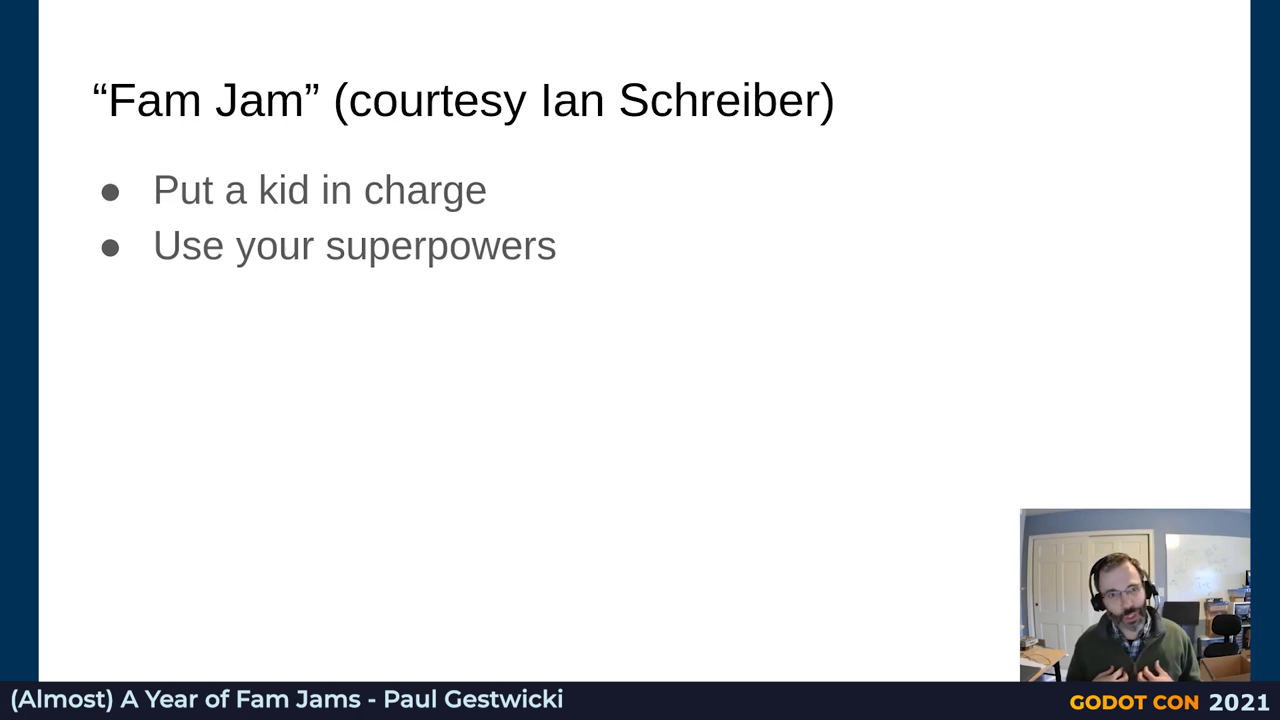 “Fam Jam” (courtesy Ian Schreiber)
● Put a kid in charge
● Use your superpowers
(Almost) A Year of Fam Jams - Paul Gestwicki
GODOT CON 2021